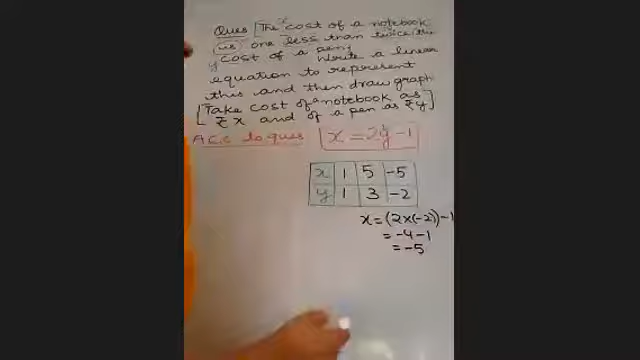 Ques [The cost of a notebook
x
is one less than twice the
y cost of a pen] Write a linear
equation to represent
this and then draw graph
[Take cost of a notebook as
₹ x and of a pen as ₹ y]
A.C.C to ques x = 2y - 1
x 1 5 -5
y 1 3 -2
x = (2x(-2)) - 1
= -4 - 1
= -5